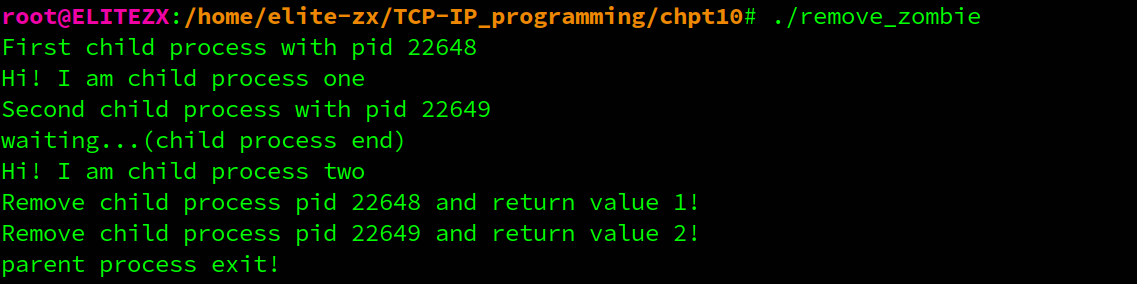 root@ELITEZX:/home/elite-zx/TCP-IP_programming/chpt10# ./remove_zombie
First child process with pid 22648
Hi! I am child process one
Second child process with pid 22649
waiting...(child process end)
Hi! I am child process two
Remove child process pid 22648 and return value 1!
Remove child process pid 22649 and return value 2!
parent process exit!